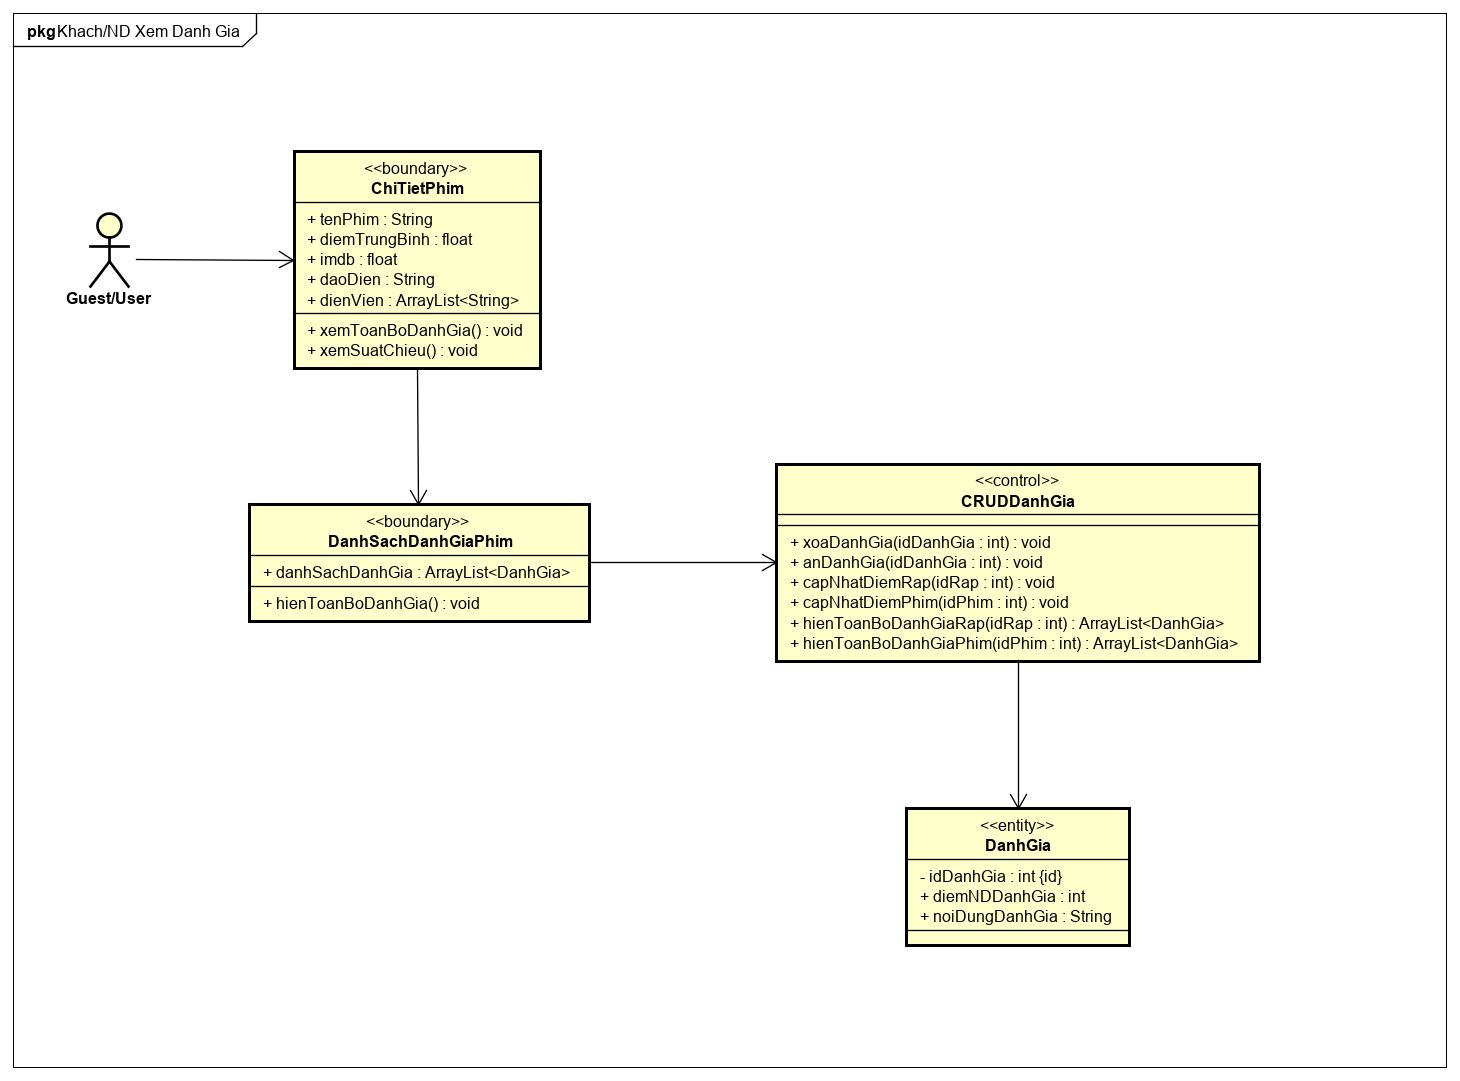 pkg Khach/ND Xem Danh Gia
<<boundary>>
ChiTietPhim
+ tenPhim : String
+ diemTrungBinh : float
+ imdb : float
+ daoDien : String
+ dienVien : ArrayList<String>
+ xemToanBoDanhGia() : void
+ xemSuatChieu() : void
Guest/User
<<boundary>>
DanhSachDanhGiaPhim
+ danhSachDanhGia : ArrayList<DanhGia>
+ hienToanBoDanhGia() : void
<<control>>
CRUDDanhGia
+ xoaDanhGia(idDanhGia : int) : void
+ anDanhGia(idDanhGia : int) : void
+ capNhatDiemRap(idRap : int) : void
+ capNhatDiemPhim(idPhim : int) : void
+ hienToanBoDanhGiaRap(idRap : int) : ArrayList<DanhGia>
+ hienToanBoDanhGiaPhim(idPhim : int) : ArrayList<DanhGia>
<<entity>>
DanhGia
- idDanhGia : int {id}
+ diemNDDanhGia : int
+ noiDungDanhGia : String